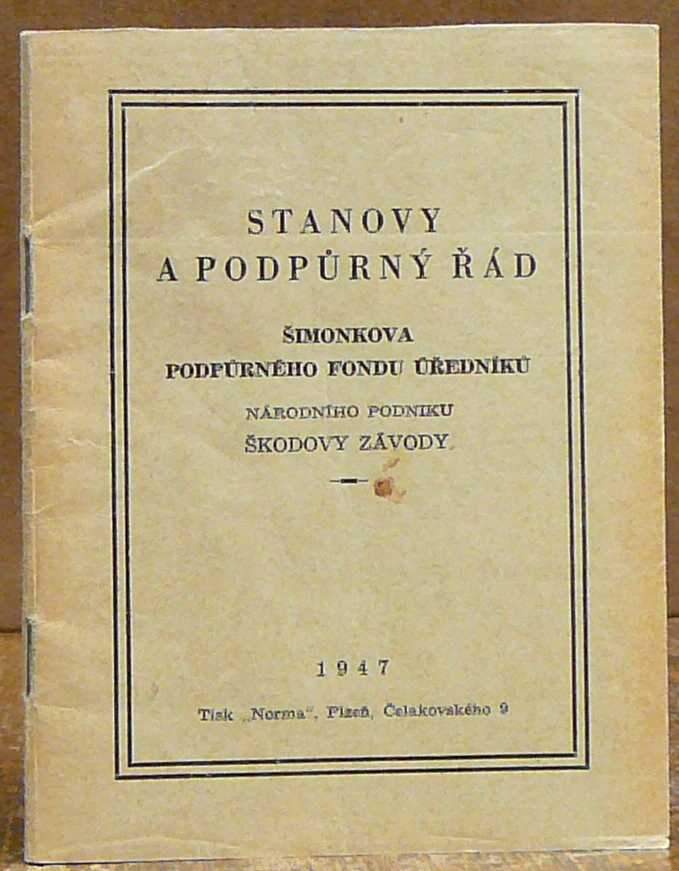 STANOVY
A PODPŮRNÝ ŘÁD
ŠIMONKOVA
PODPŮRNÉHO FONDU ÚŘEDNÍKŮ
NÁRODNÍHO PODNIKU
ŠKODOVY ZÁVODY
1947
Tisk „Norma“, Plzeň, Čelakovského 9